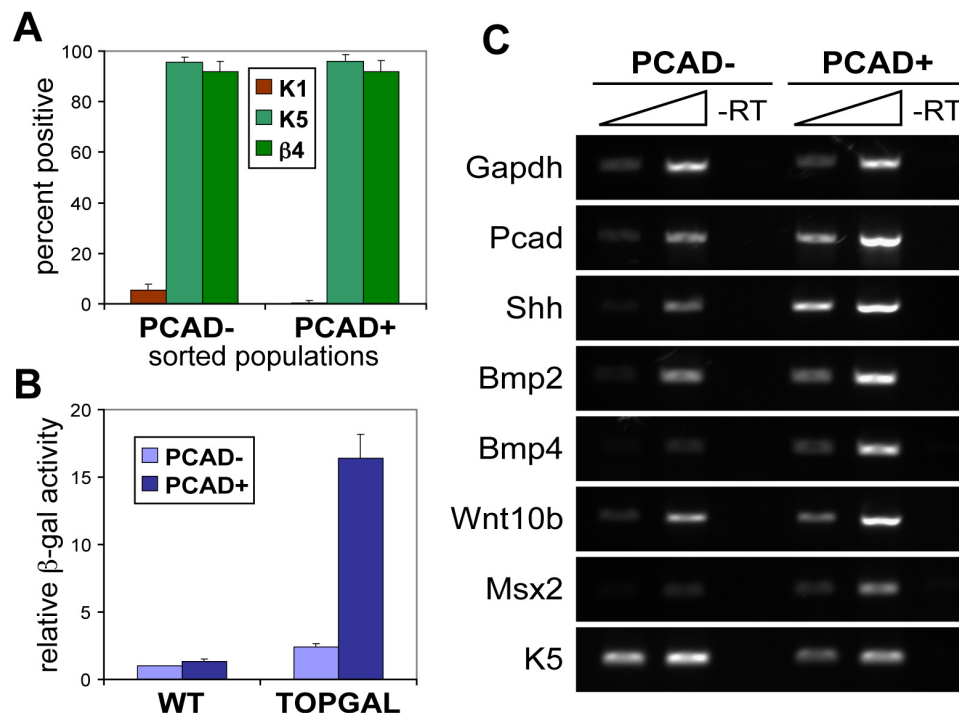 A
100
80
60
40
20
0
percent positive
K1
K5
β4
PCAD- PCAD+
sorted populations
B
20
15
10
5
0
relative β-gal activity
PCAD-
PCAD+
WT TOPGAL
C
PCAD- PCAD+
-RT -RT
Gapdh
Pcad
Shh
Bmp2
Bmp4
Wnt10b
Msx2
K5